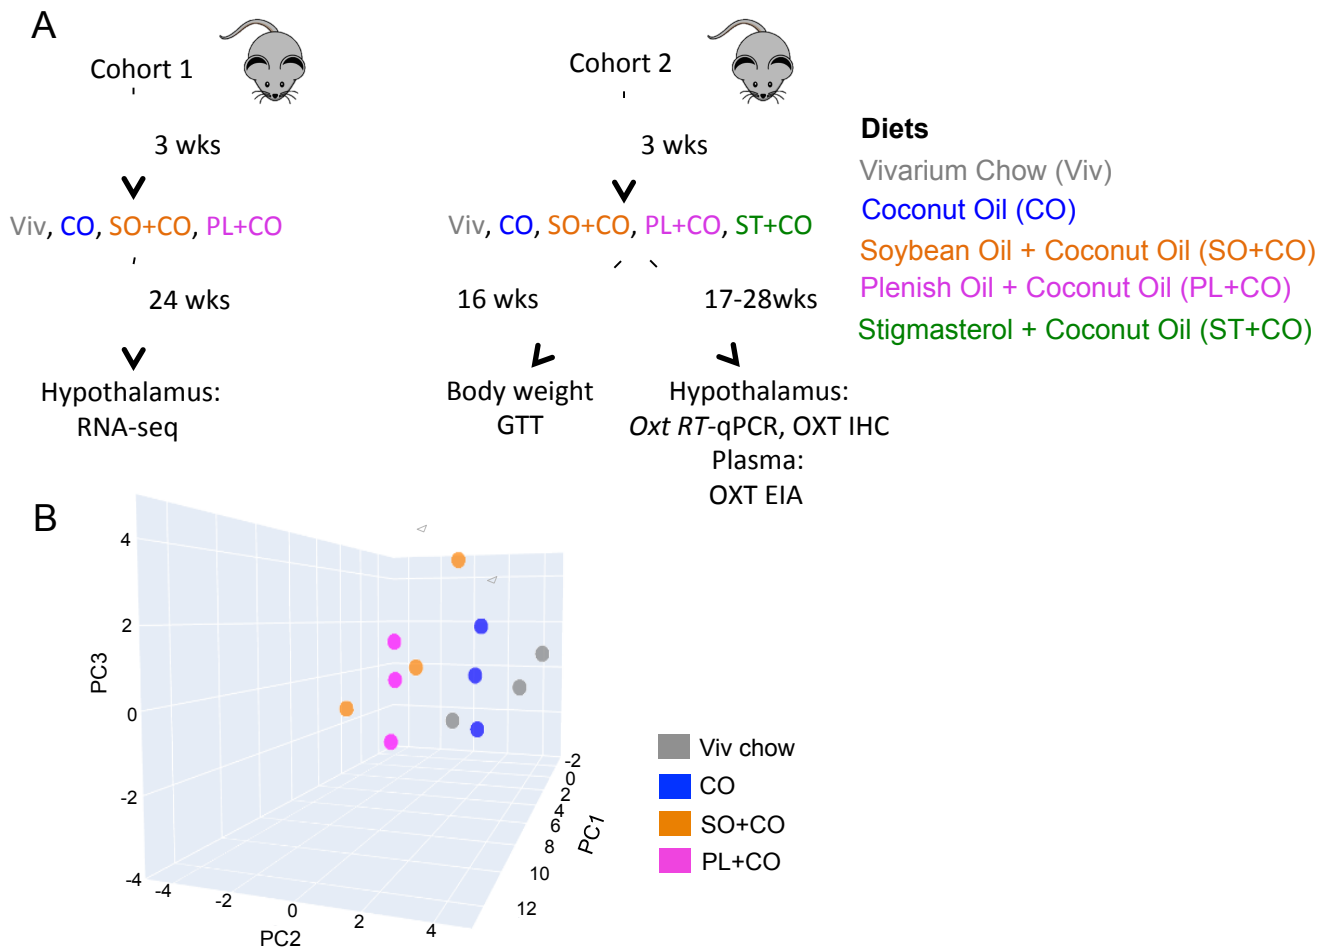 A
Cohort 1
3 wks
Viv, CO, SO+CO, PL+CO
24 wks
Hypothalamus:
RNA-seq
Cohort 2
3 wks
Viv, CO, SO+CO, PL+CO, ST+CO
16 wks
17-28wks
Body weight
GTT
Hypothalamus:
Oxt RT-qPCR, OXT IHC
Plasma:
OXT EIA
Diets
Vivarium Chow (Viv)
Coconut Oil (CO)
Soybean Oil + Coconut Oil (SO+CO)
Plenish Oil + Coconut Oil (PL+CO)
Stigmasterol + Coconut Oil (ST+CO)
B
4
2
0
-2
-4
PC3
-4
-2
0
2
4
PC2
-2
0
2
4
6
8
10
12
PC1
Viv chow
CO
SO+CO
PL+CO